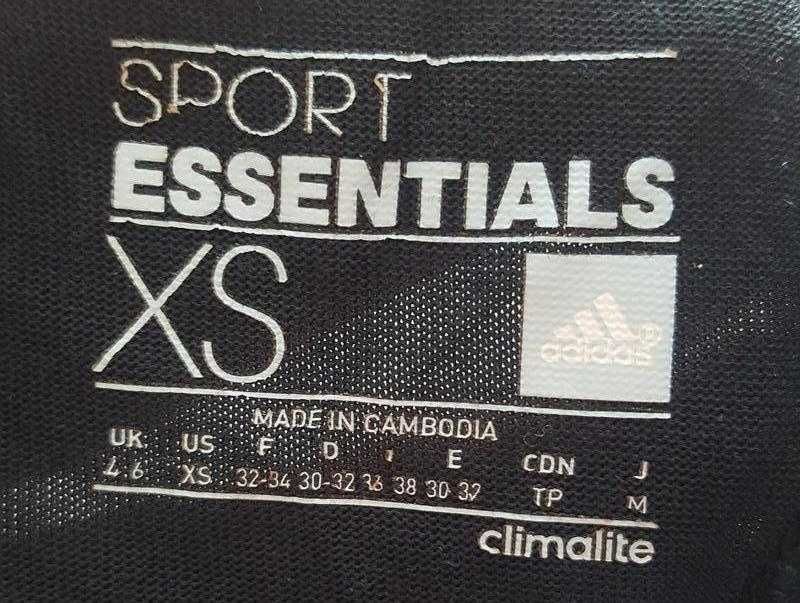 SPORT
ESSENTIALS
XS
adidas
MADE IN CAMBODIA
UK US F D I E CDN J
4-6 XS 32-34 30-32 36 38 30 32 TP M
climalite